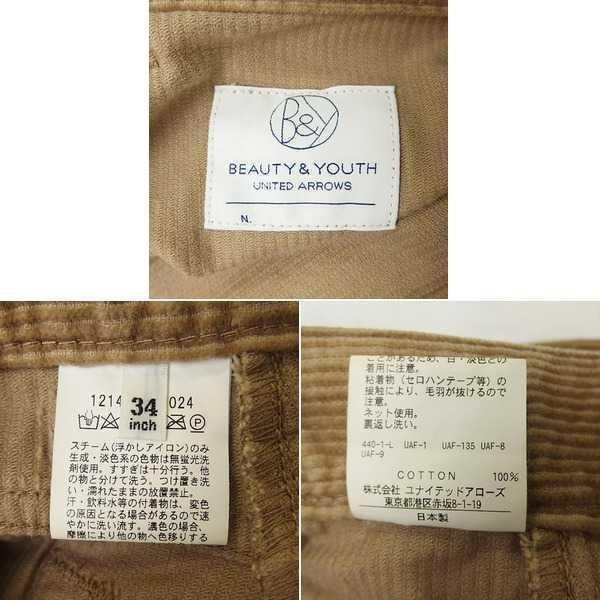 B&Y
BEAUTY & YOUTH
UNITED ARROWS
N.
1214
024
34
inch
スチーム(浮かしアイロン)のみ
生成・淡色系の色物は無蛍光洗
剤使用。すすぎは十分行う。他
の物と分けて洗う。つけ置き洗
い・濡れたままの放置禁止。
汗・飲料水等の付着物は、変色
の原因となる場合があるので速
やかに洗い流す。濃色の場合、
摩擦により他の物へ色移りする
ことがあるため、白・淡色との
着用に注意。
粘着物(セロハンテープ等)の
接触により、毛羽が抜けるので
注意。
ネット使用。
裏返し洗い。
440-1-L UAF-1 UAF-135 UAF-8
UAF-9
COTTON 100%
株式会社 ユナイテッドアローズ
東京都港区赤坂8-1-19
日本製